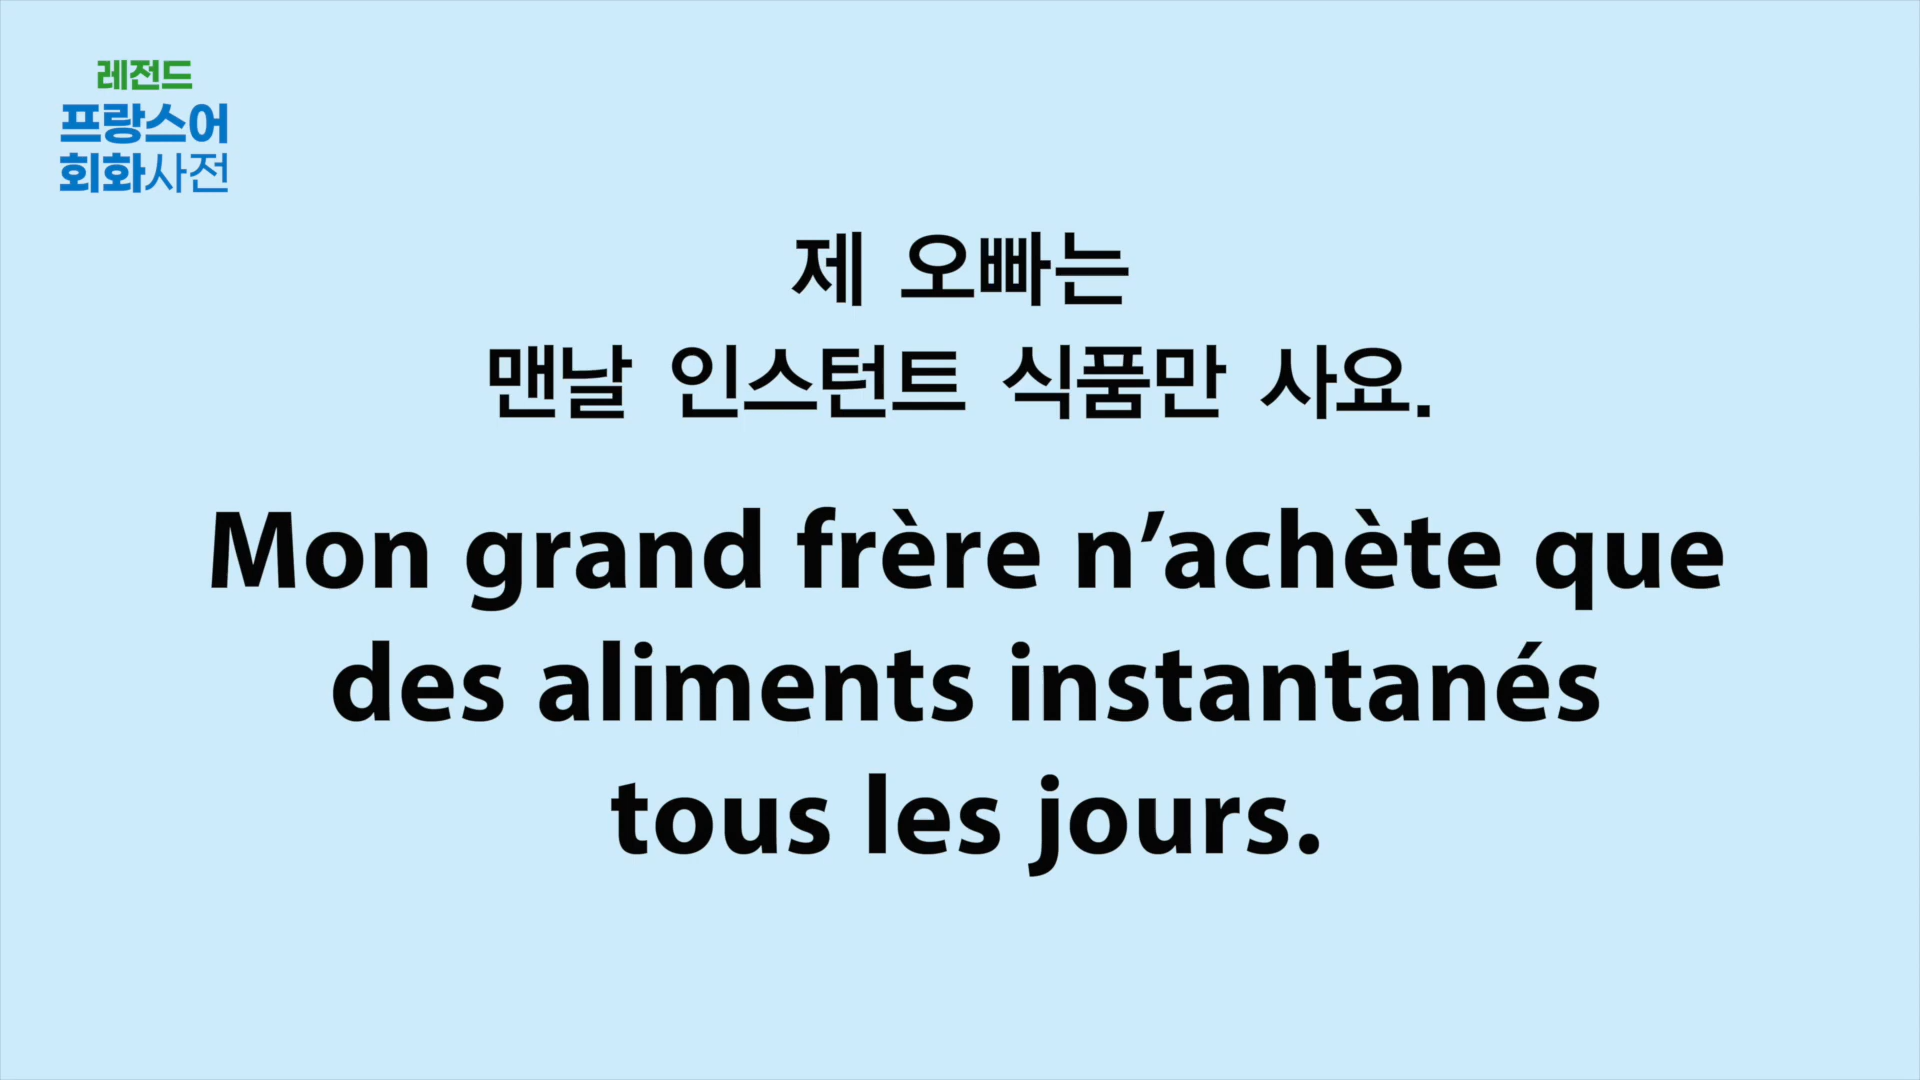 레전드
프랑스어
회화사전
제 오빠는
맨날 인스턴트 식품만 사요.
Mon grand frère n’achète que
des aliments instantanés
tous les jours.